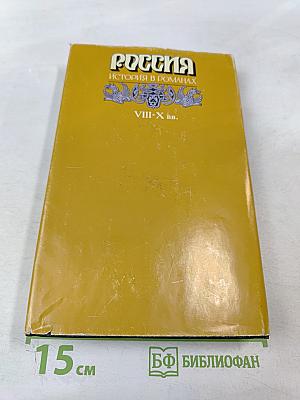 РОССИЯ
ИСТОРИЯ В РОМАНАХ
VIII-X вв.
15 см
БФ БИБЛИОФАН